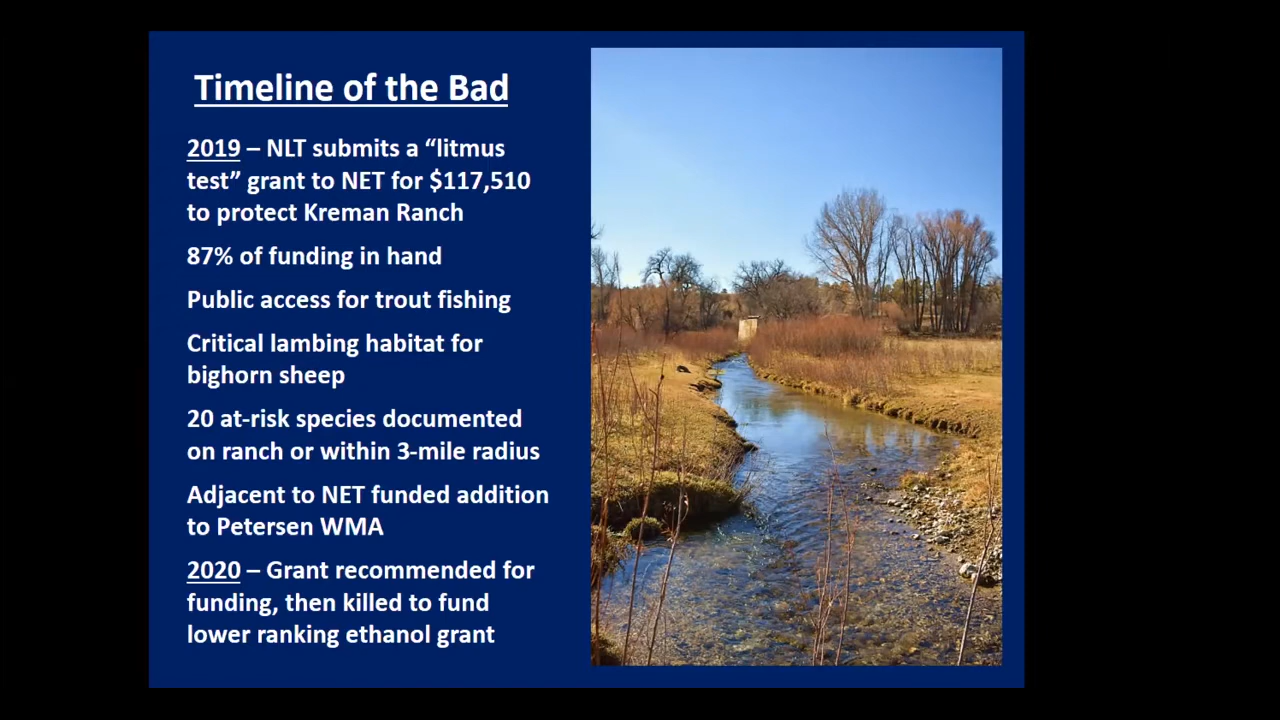 Timeline of the Bad
2019 – NLT submits a “litmus
test” grant to NET for $117,510
to protect Kreman Ranch
87% of funding in hand
Public access for trout fishing
Critical lambing habitat for
bighorn sheep
20 at-risk species documented
on ranch or within 3-mile radius
Adjacent to NET funded addition
to Petersen WMA
2020 – Grant recommended for
funding, then killed to fund
lower ranking ethanol grant